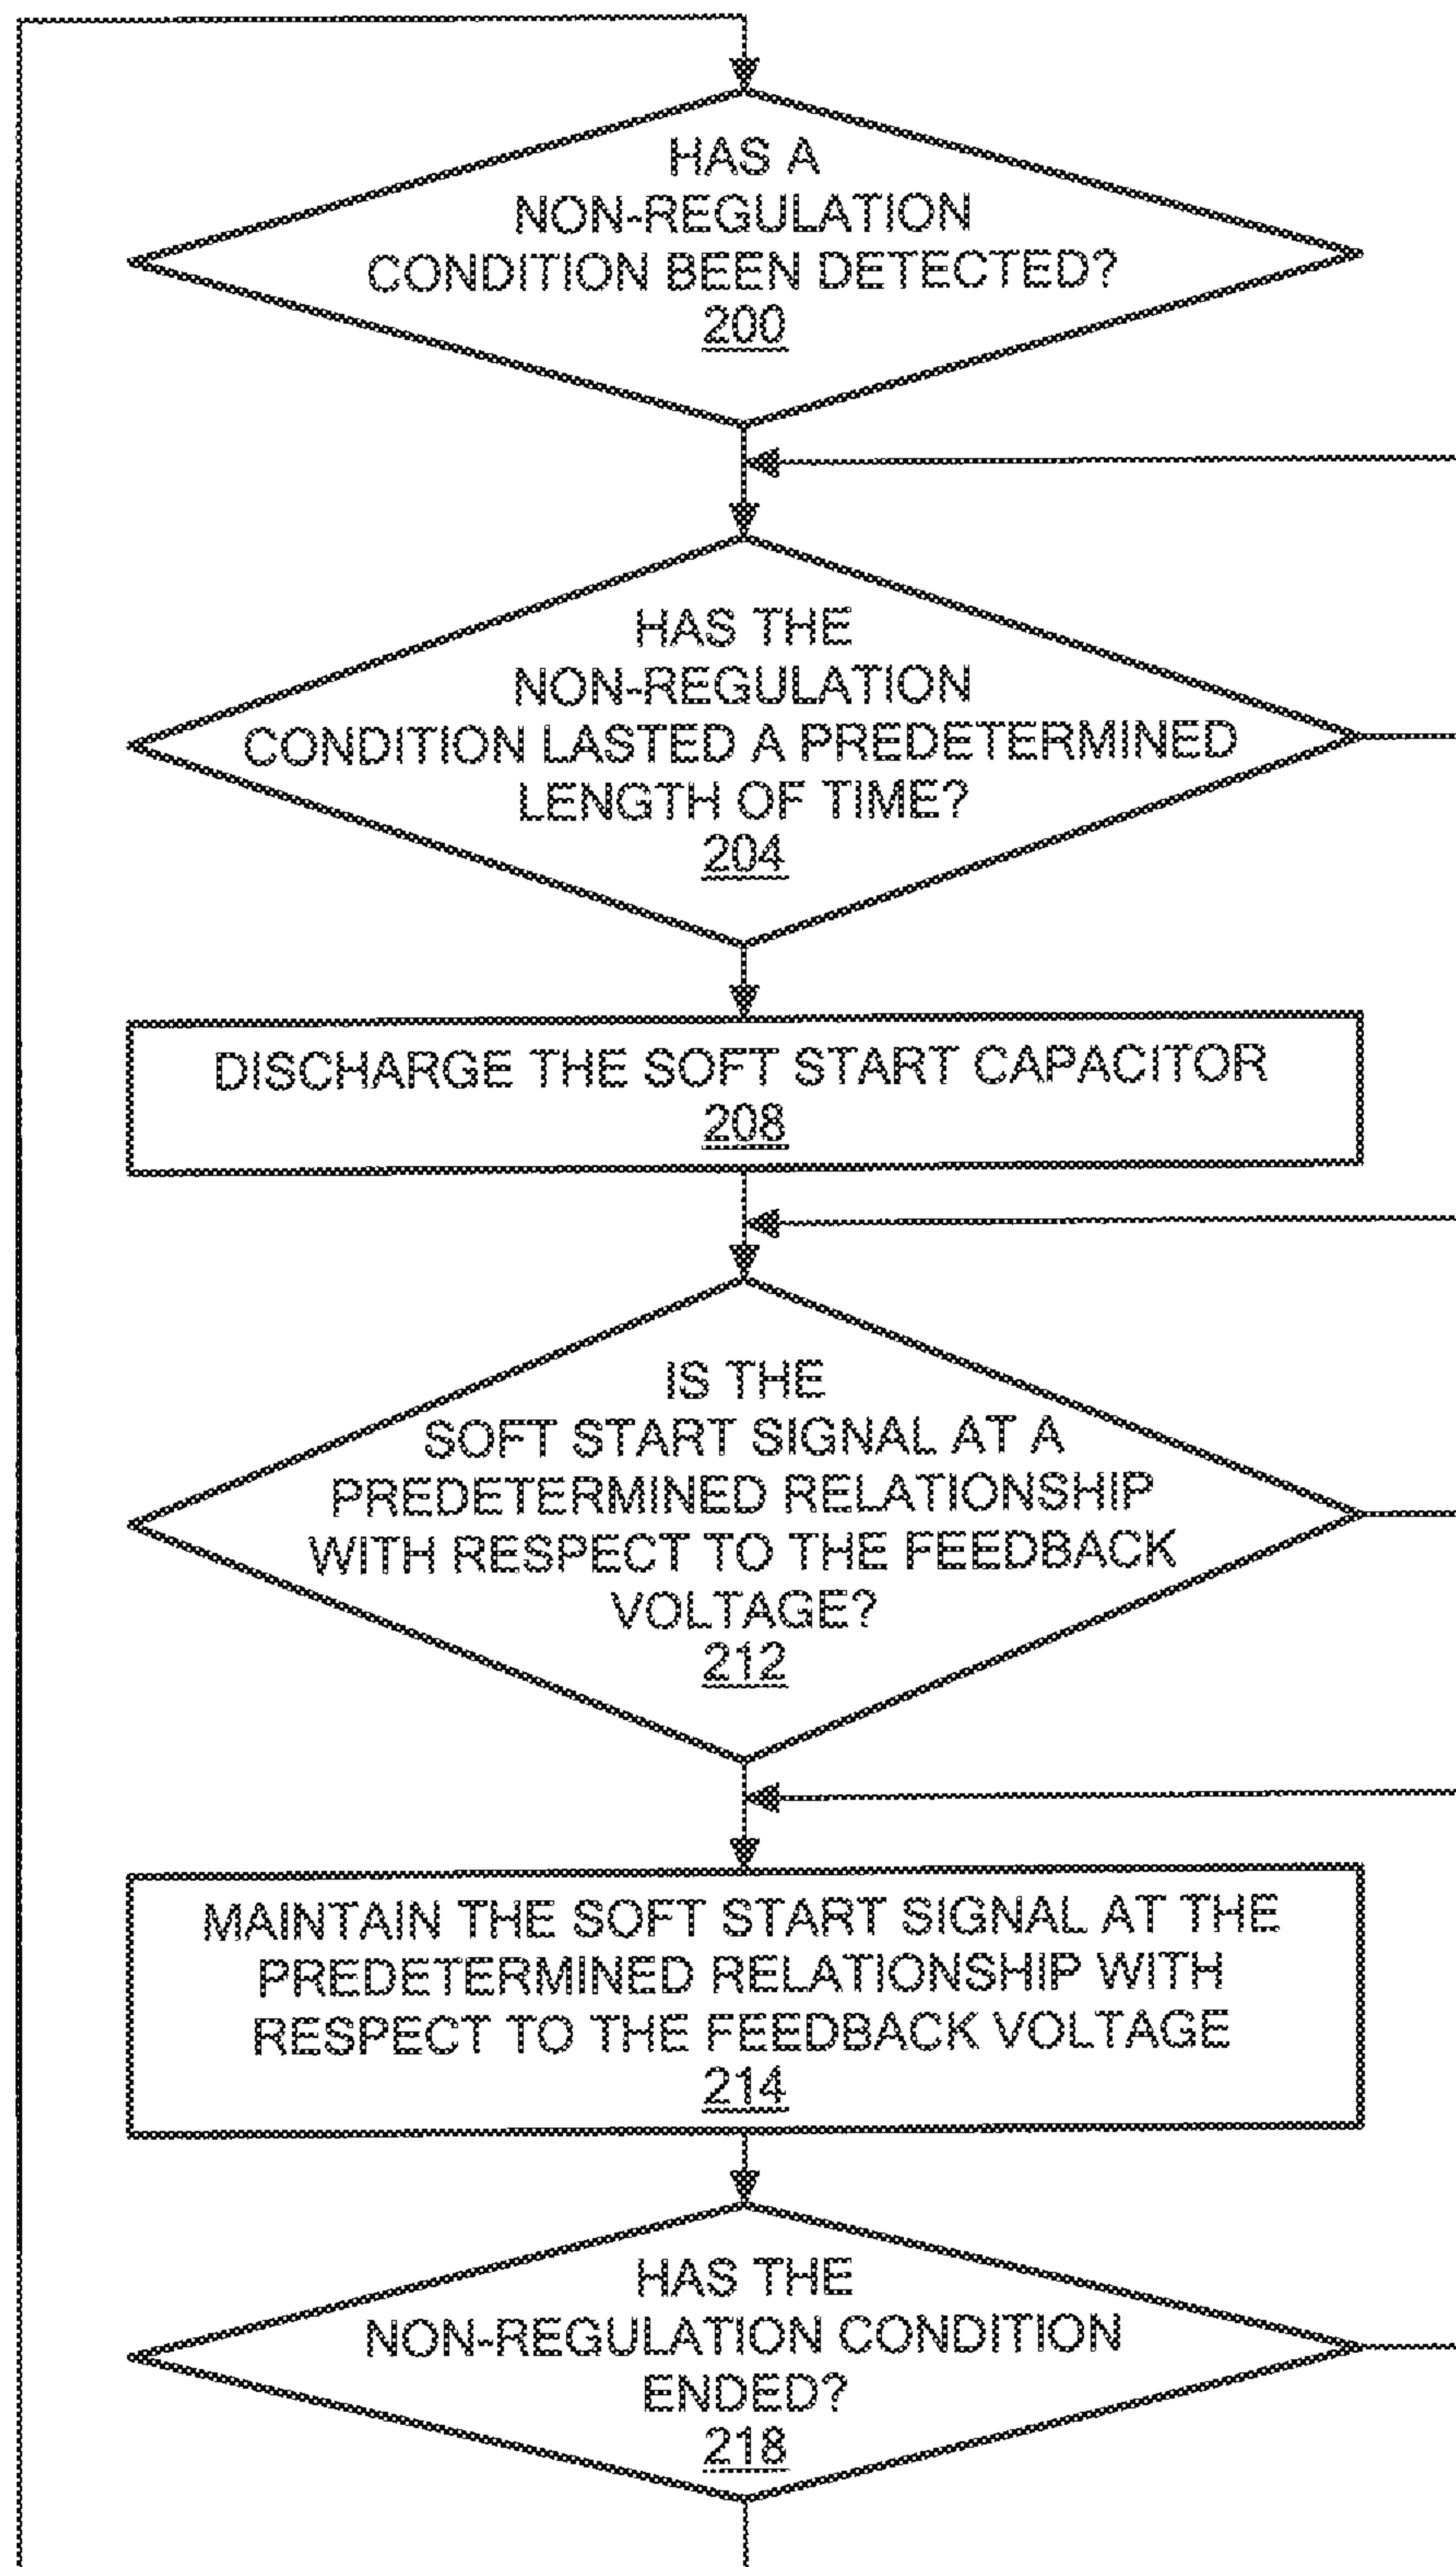 HAS A
NON-REGULATION
CONDITION BEEN DETECTED?
200
HAS THE
NON-REGULATION
CONDITION LASTED A PREDETERMINED
LENGTH OF TIME?
204
DISCHARGE THE SOFT START CAPACITOR
208
IS THE
SOFT START SIGNAL AT A
PREDETERMINED RELATIONSHIP
WITH RESPECT TO THE FEEDBACK
VOLTAGE?
212
MAINTAIN THE SOFT START SIGNAL AT THE
PREDETERMINED RELATIONSHIP WITH
RESPECT TO THE FEEDBACK VOLTAGE
214
HAS THE
NON-REGULATION CONDITION
ENDED?
218